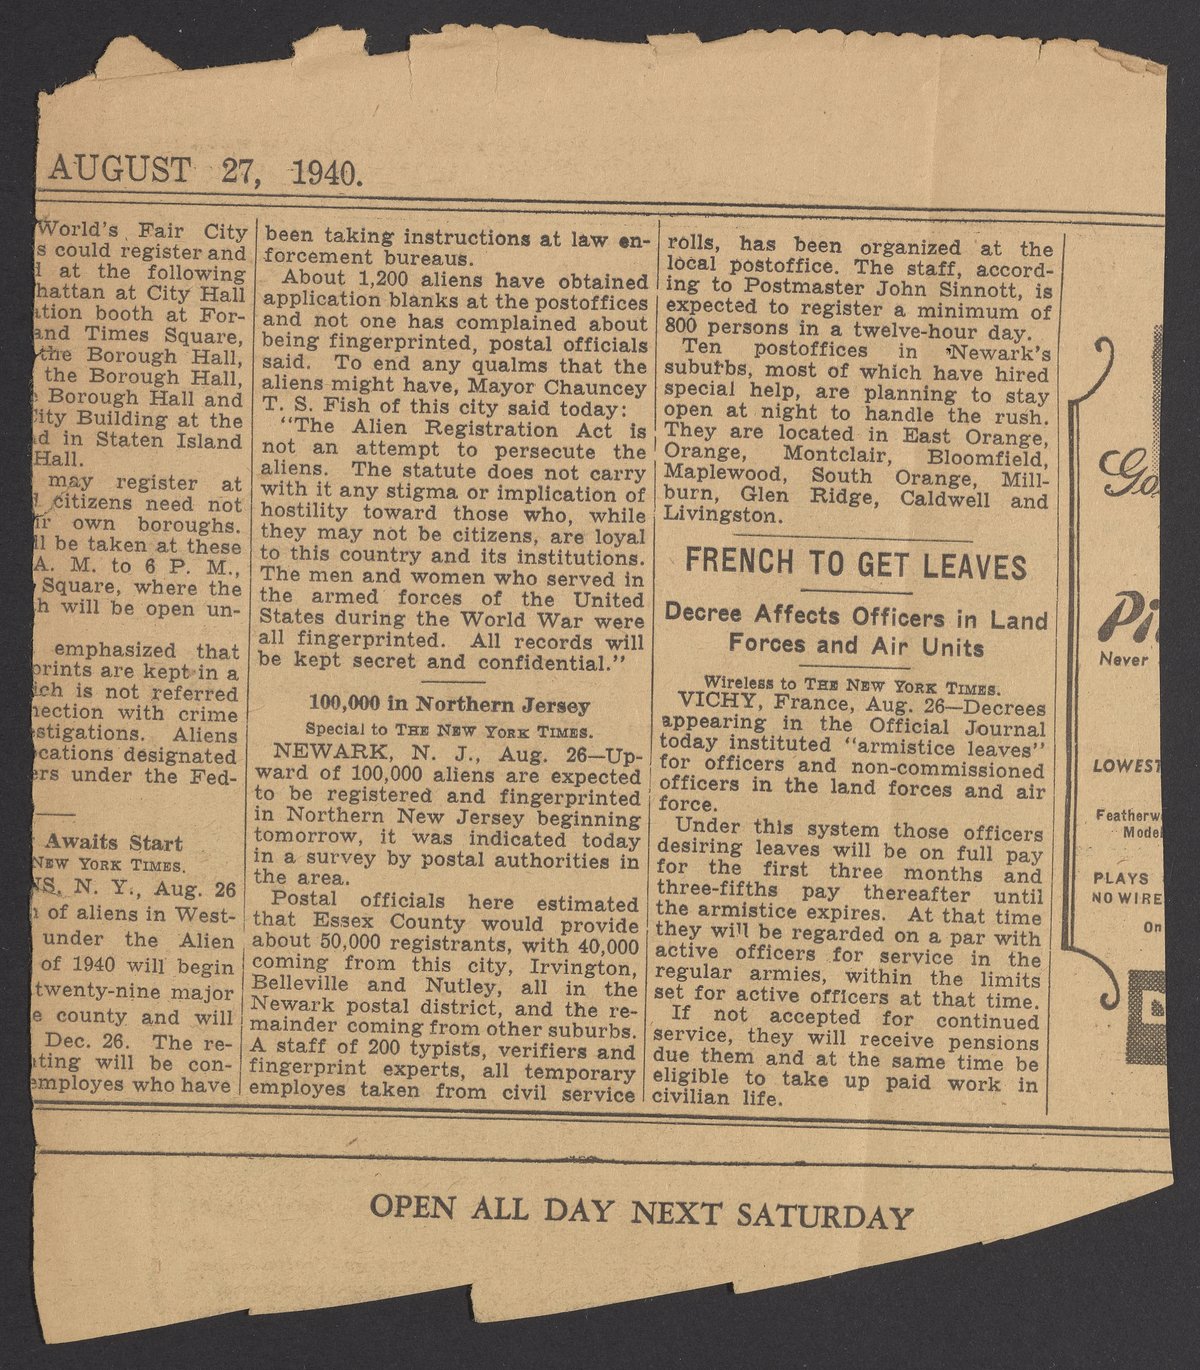 AUGUST 27, 1940.
World's Fair City
s could register and
at the following
hattan at City Hall
tion booth at For-
and Times Square,
the Borough Hall,
the Borough Hall,
Borough Hall and
City Building at the
d in Staten Island
Hall.
may register at
citizens need not
ir own boroughs.
ll be taken at these
A. M. to 6 P. M.,
Square, where the
h will be open un-
emphasized that
prints are kept in a
ich is not referred
nection with crime
stigations. Aliens
ocations designated
ers under the Fed-
Awaits Start
NEW YORK TIMES.
NS, N. Y., Aug. 26
of aliens in West-
under the Alien
of 1940 will begin
twenty-nine major
e county and will
Dec. 26. The re-
ting will be con-
employes who have
been taking instructions at law en-
forcement bureaus.
About 1,200 aliens have obtained
application blanks at the postoffices
and not one has complained about
being fingerprinted, postal officials
said. To end any qualms that the
aliens might have, Mayor Chauncey
T. S. Fish of this city said today:
"The Alien Registration Act is
not an attempt to persecute the
aliens. The statute does not carry
with it any stigma or implication of
hostility toward those who, while
they may not be citizens, are loyal
to this country and its institutions.
The men and women who served in
the armed forces of the United
States during the World War were
all fingerprinted. All records will
be kept secret and confidential."
100,000 in Northern Jersey
Special to THE NEW YORK TIMES.
NEWARK, N. J., Aug. 26—Up-
ward of 100,000 aliens are expected
to be registered and fingerprinted
in Northern New Jersey beginning
tomorrow, it was indicated today
in a survey by postal authorities in
the area.
Postal officials here estimated
that Essex County would provide
about 50,000 registrants, with 40,000
coming from this city, Irvington,
Belleville and Nutley, all in the
Newark postal district, and the re-
mainder coming from other suburbs.
A staff of 200 typists, verifiers and
fingerprint experts, all temporary
employes taken from civil service
rolls, has been organized at the
local postoffice. The staff, accord-
ing to Postmaster John Sinnott, is
expected to register a minimum of
800 persons in a twelve-hour day.
Ten postoffices in Newark's
suburbs, most of which have hired
special help, are planning to stay
open at night to handle the rush.
They are located in East Orange,
Orange, Montclair, Bloomfield,
Maplewood, South Orange, Mill-
burn, Glen Ridge, Caldwell and
Livingston.
FRENCH TO GET LEAVES
Decree Affects Officers in Land
Forces and Air Units
Wireless to THE NEW YORK TIMES.
VICHY, France, Aug. 26—Decrees
appearing in the Official Journal
today instituted "armistice leaves"
for officers and non-commissioned
officers in the land forces and air
force.
Under this system those officers
desiring leaves will be on full pay
for the first three months and
three-fifths pay thereafter until
the armistice expires. At that time
they will be regarded on a par with
active officers for service in the
regular armies, within the limits
set for active officers at that time.
If not accepted for continued
service, they will receive pensions
due them and at the same time be
eligible to take up paid work in
civilian life.
Go
Pi
Never
LOWEST
Featherw
Model
PLAYS
NO WIRE
On
OPEN ALL DAY NEXT SATURDAY